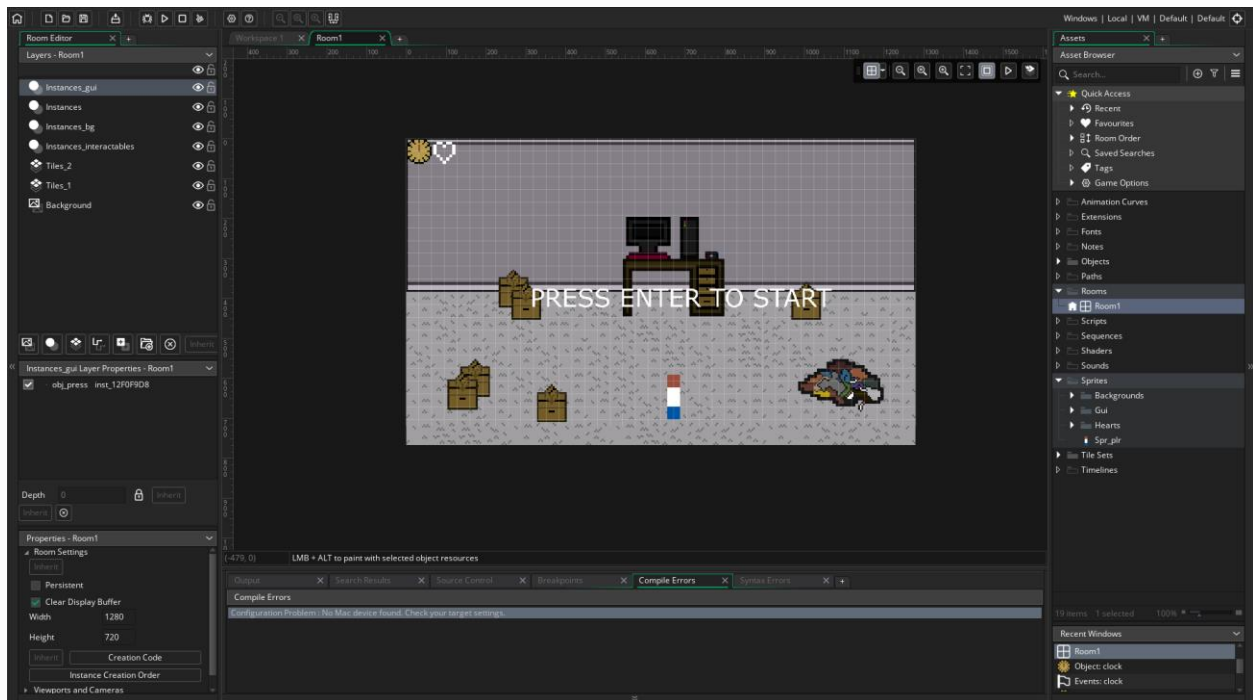 Windows | Local | VM | Default | Default
Room Editor
Workspace 1
Room1
Assets
Layers - Room1
Asset Browser
Search...
Instances_gui
Instances
Instances_bg
Instances_interactables
Tiles_2
Tiles_1
Background
Quick Access
Recent
Favourites
Room Order
Saved Searches
Tags
Game Options
Animation Curves
Extensions
Fonts
Notes
Objects
Paths
Rooms
Room1
Scripts
Sequences
Shaders
Sounds
Sprites
Backgrounds
Gui
Hearts
Spr_plr
Tile Sets
Timelines
PRESS ENTER TO START
Inherit
Instances_gui Layer Properties - Room1
obj_press inst_12F0F9D8
Depth 0 Inherit
Inherit
Properties - Room1
Room Settings
Inherit
Persistent
Clear Display Buffer
Width 1280
Height 720
Inherit Creation Code
Instance Creation Order
Viewports and Cameras
(-479, 0) LMB + ALT to paint with selected object resources
Output Search Results Source Control Breakpoints Compile Errors Syntax Errors
Compile Errors
Configuration Problem : No Mac device found. Check your target settings.
19 items 1 selected 100%
Recent Windows
Room1
Object: clock
Events: clock